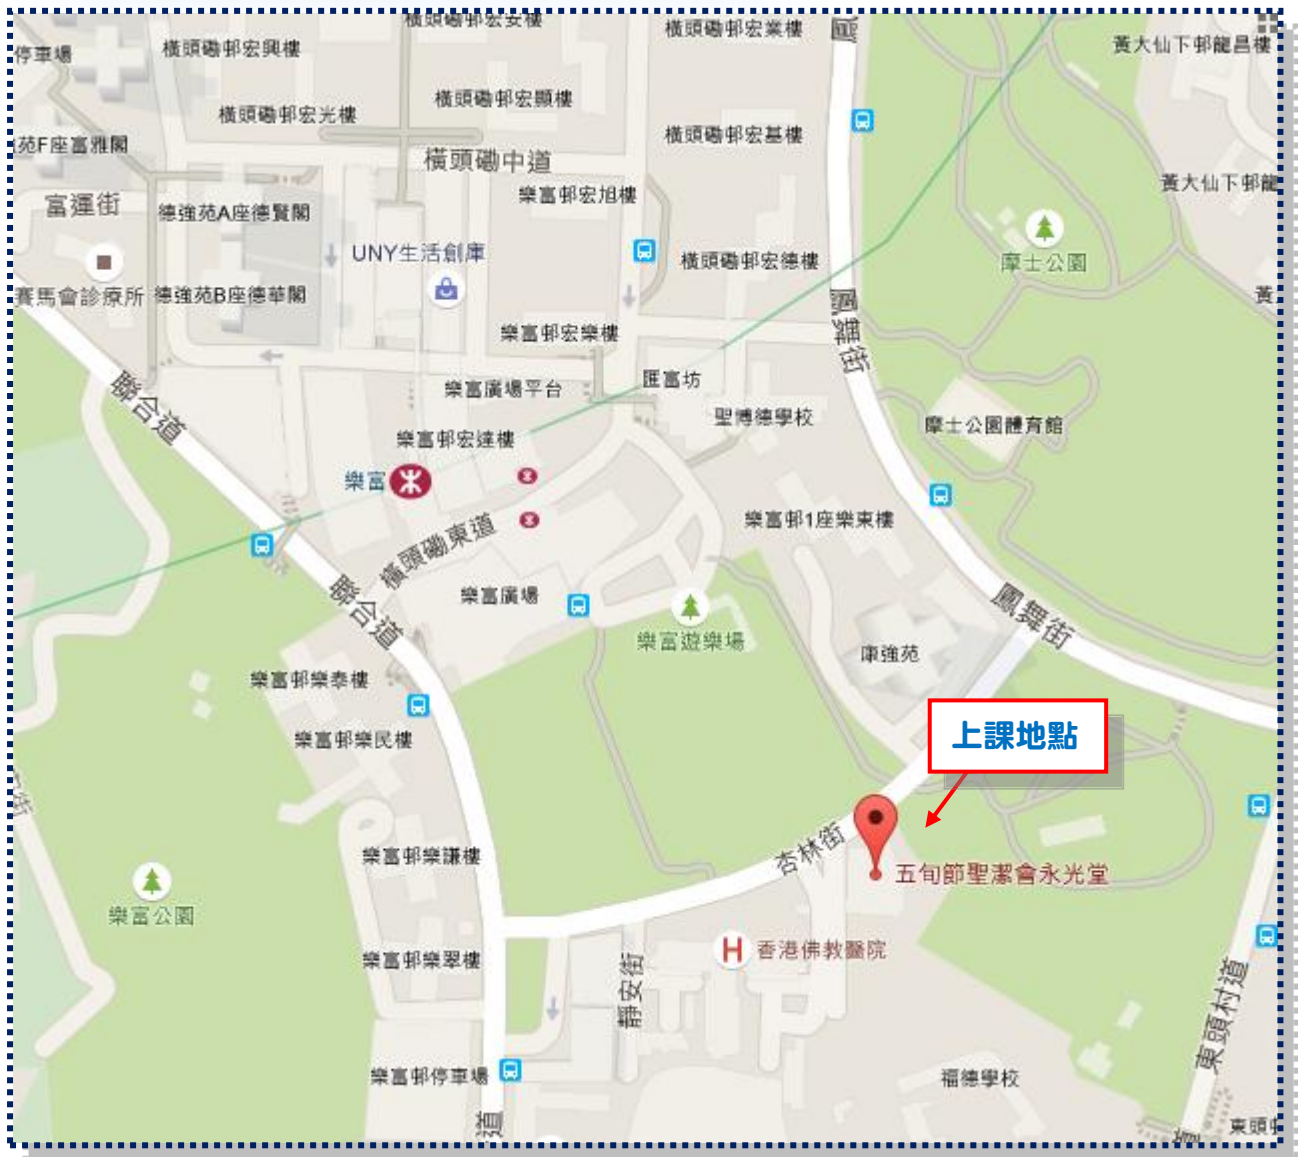 橫頭磡邨宏安樓
橫頭磡邨宏業樓
鳳
黃大仙下邨龍昌樓
停車場
橫頭磡邨宏興樓
橫頭磡邨宏顯樓
橫頭磡邨宏光樓
橫頭磡邨宏基樓
苑F座富雅閣
橫頭磡中道
黃大仙下邨龍
富運街
德強苑A座德賢閣
樂富邨宏旭樓
UNY生活創庫
橫頭磡邨宏德樓
摩士公園
賽馬會診療所
德強苑B座德華閣
黃
鳳舞街
樂富邨宏樂樓
聯合道
樂富廣場平台
匯富坊
聖博德學校
摩士公園體育館
樂富邨宏達樓
樂富
橫頭磡東道
樂富邨1座樂東樓
聯合道
樂富廣場
鳳舞街
樂富遊樂場
康強苑
樂富邨樂泰樓
上課地點
樂富邨樂民樓
街
杏林街
樂富邨樂謙樓
五旬節聖潔會永光堂
樂富公園
H
香港佛教醫院
樂富邨樂翠樓
靜安街
東頭村道
樂富邨停車場
福德學校
道
東頭